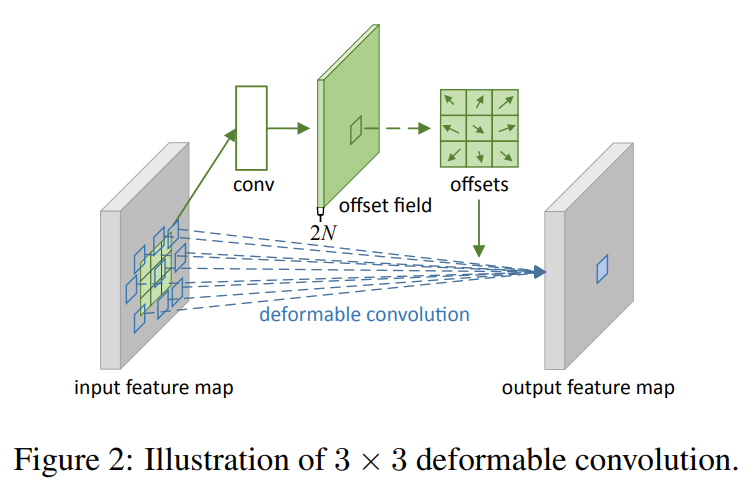 conv
offset field
offsets
2N
deformable convolution
input feature map
output feature map
Figure 2: Illustration of 3 × 3 deformable convolution.